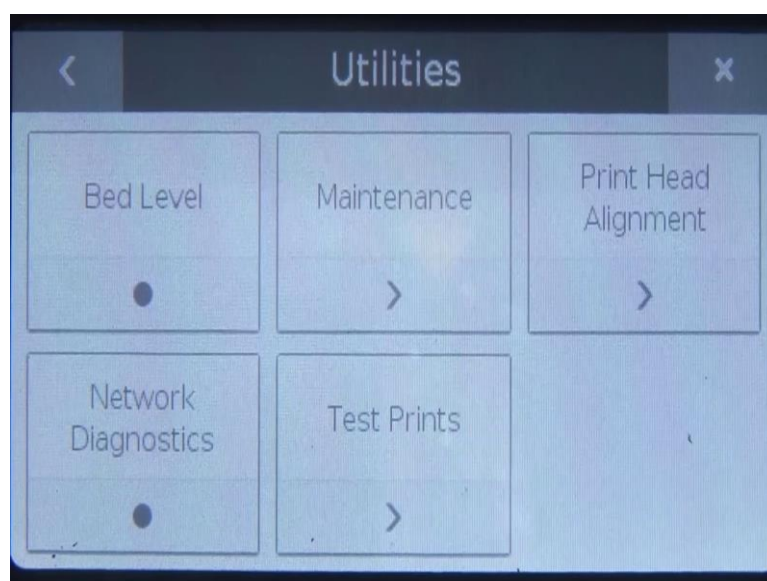 Utilities
Bed Level
Maintenance
Print Head
Alignment
Network
Diagnostics
Test Prints